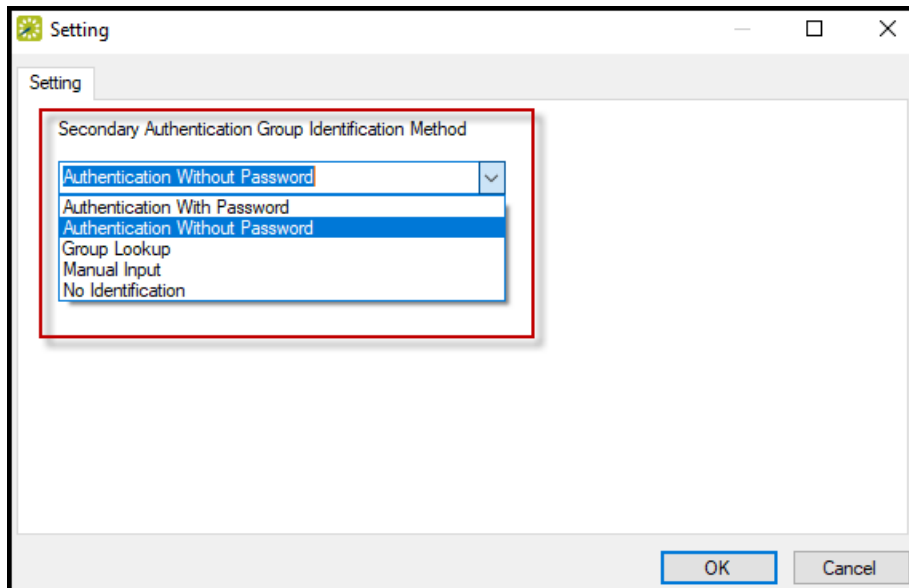 Setting
Setting
Secondary Authentication Group Identification Method
Authentication Without Password
Authentication With Password
Authentication Without Password
Group Lookup
Manual Input
No Identification
OK
Cancel